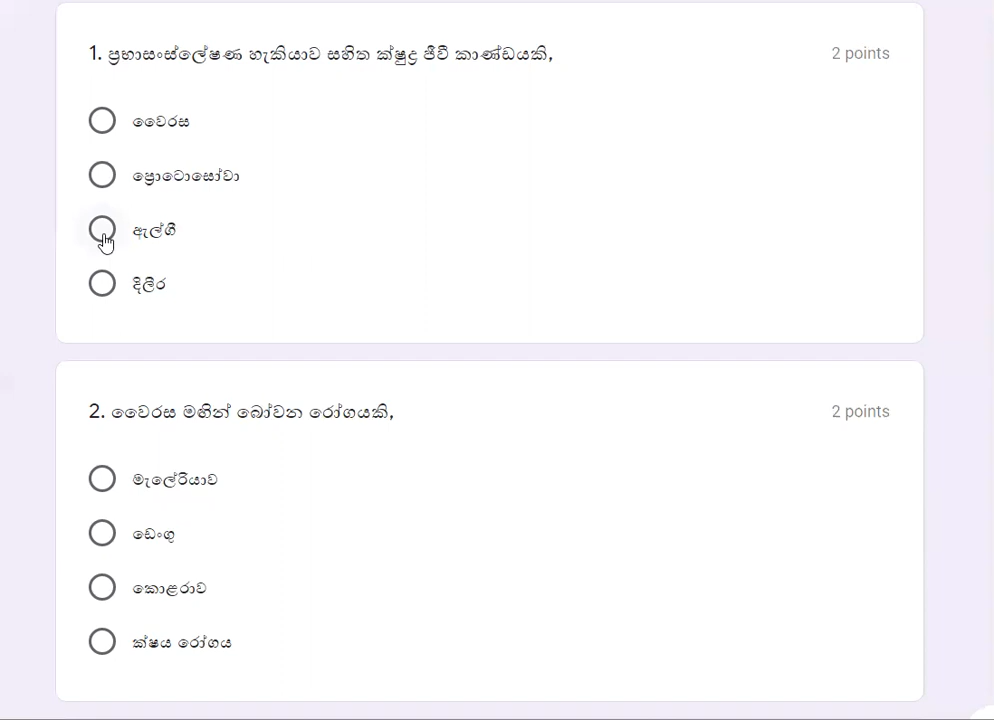 1. ප්‍රභාසංස්ලේෂණ හැකියාව සහිත ක්ෂුද්‍ර ජීවී කාණ්ඩයකි,
2 points
වෛරස
ප්‍රොටොසෝවා
ඇල්ගී
දිලීර
2. වෛරස මඟින් බෝවන රෝගයකි,
2 points
මැලේරියාව
ඩෙංගු
කොළරාව
ක්ෂය රෝගය